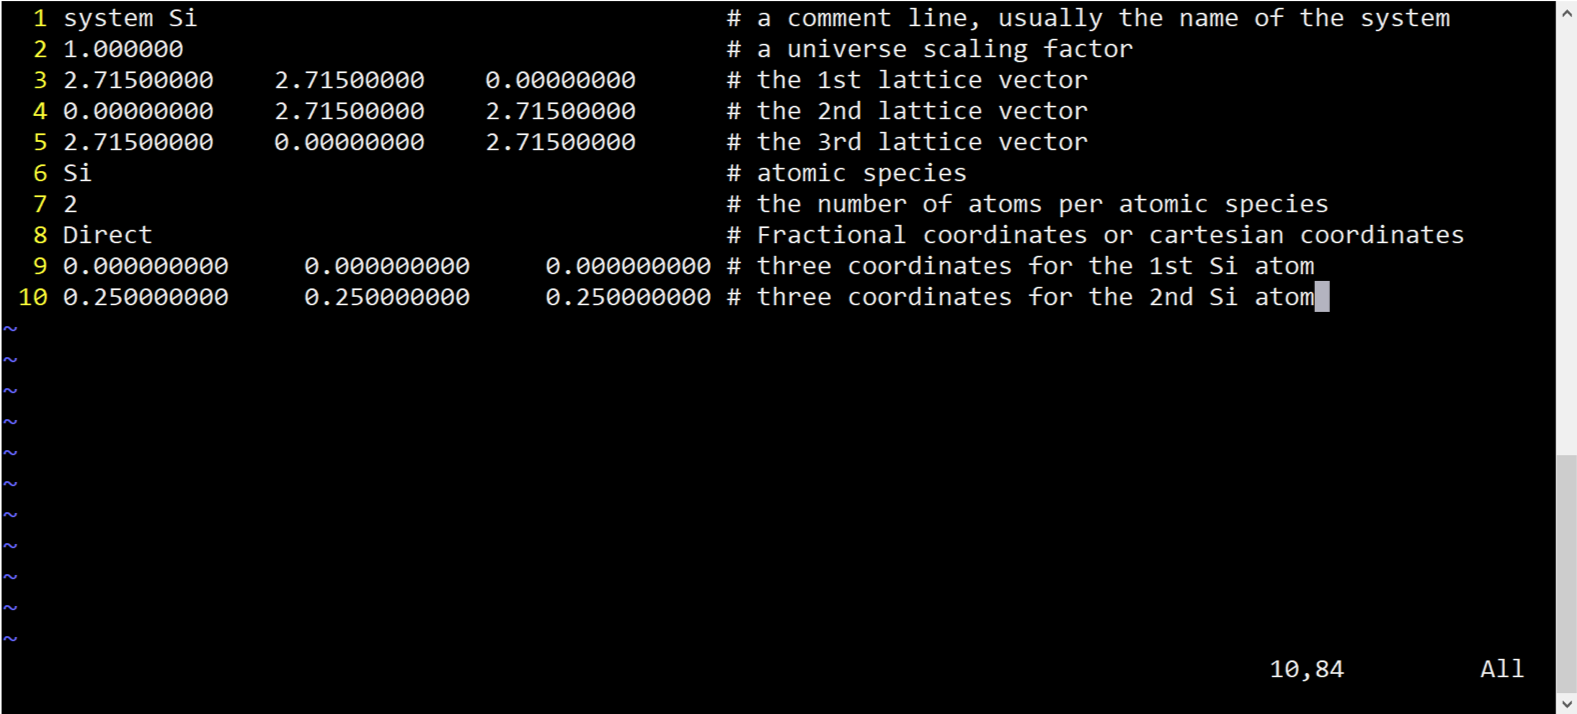 1 system Si # a comment line, usually the name of the system
2 1.000000 # a universe scaling factor
3 2.71500000 2.71500000 0.00000000 # the 1st lattice vector
4 0.00000000 2.71500000 2.71500000 # the 2nd lattice vector
5 2.71500000 0.00000000 2.71500000 # the 3rd lattice vector
6 Si # atomic species
7 2 # the number of atoms per atomic species
8 Direct # Fractional coordinates or cartesian coordinates
9 0.000000000 0.000000000 0.000000000 # three coordinates for the 1st Si atom
10 0.250000000 0.250000000 0.250000000 # three coordinates for the 2nd Si atom
~
~
~
~
~
~
~
~
~
~
~
10,84 All